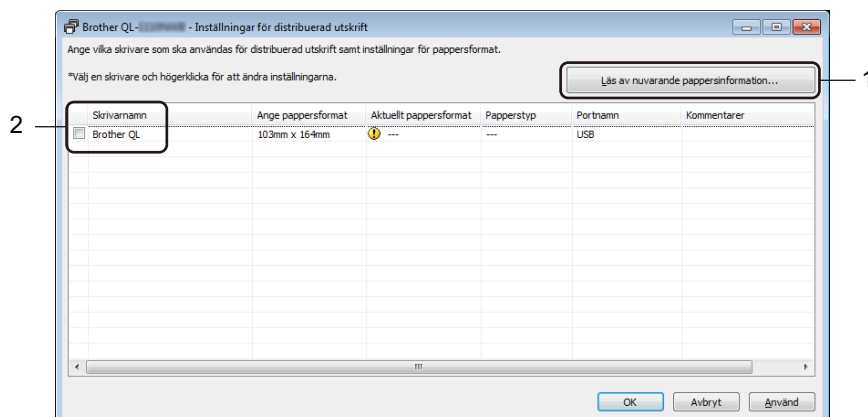 Brother QL- - Inställningar för distribuerad utskrift
Ange vilka skrivare som ska användas för distribuerad utskrift samt inställningar för pappersformat.
*Välj en skrivare och högerklicka för att ändra inställningarna.
Läs av nuvarande pappersinformation...
1
2
Skrivarnamn Ange pappersformat Aktuellt pappersformat Papperstyp Portnamn Kommentarer
Brother QL 103mm x 164mm --- --- USB
OK Avbryt Använd